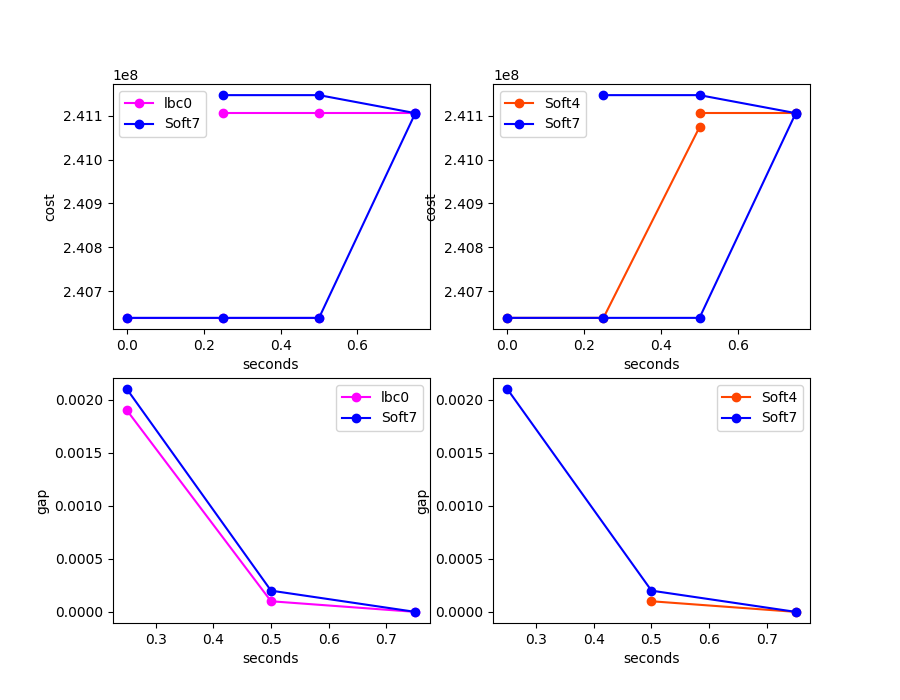 1e8
lbc0
Soft7
2.411
2.410
2.409
2.408
2.407
cost
0.0 0.2 0.4 0.6
seconds
1e8
Soft4
Soft7
2.411
2.410
2.409
2.408
2.407
cost
0.0 0.2 0.4 0.6
seconds
lbc0
Soft7
0.0020
0.0015
0.0010
0.0005
0.0000
gap
0.3 0.4 0.5 0.6 0.7
seconds
Soft4
Soft7
0.0020
0.0015
0.0010
0.0005
0.0000
gap
0.3 0.4 0.5 0.6 0.7
seconds